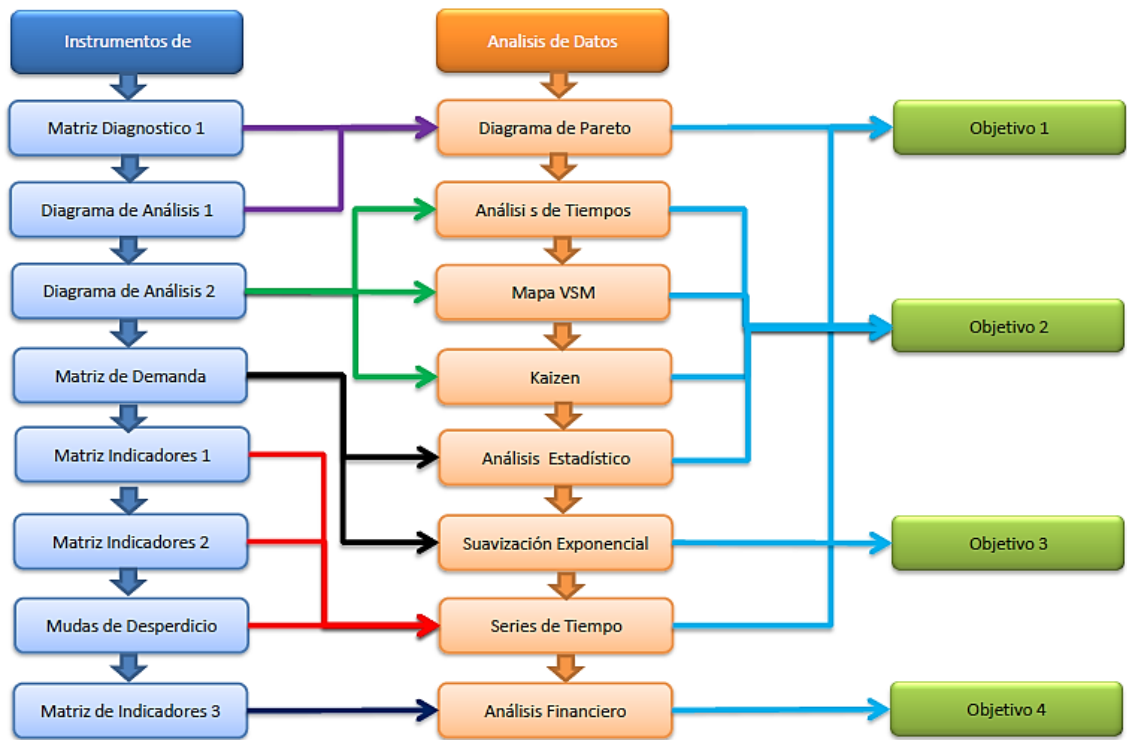 Instrumentos de
Analisis de Datos
Matriz Diagnostico 1
Diagrama de Pareto
Objetivo 1
Diagrama de Análisis 1
Análisi s de Tiempos
Diagrama de Análisis 2
Mapa VSM
Objetivo 2
Matriz de Demanda
Kaizen
Matriz Indicadores 1
Análisis Estadístico
Matriz Indicadores 2
Suavización Exponencial
Objetivo 3
Mudas de Desperdicio
Series de Tiempo
Matriz de Indicadores 3
Análisis Financiero
Objetivo 4